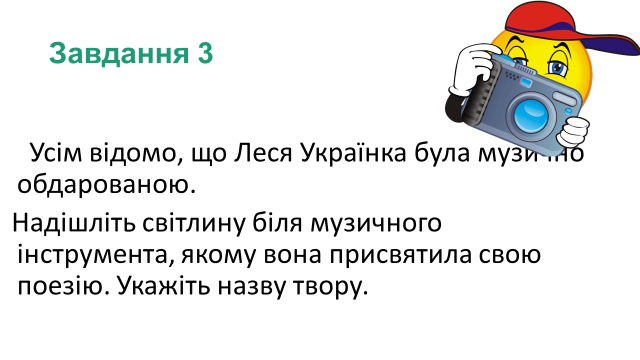 Завдання 3
Усім відомо, що Леся Українка була музично
обдарованою.
Надішліть світлину біля музичного
інструмента, якому вона присвятила свою
поезію. Укажіть назву твору.